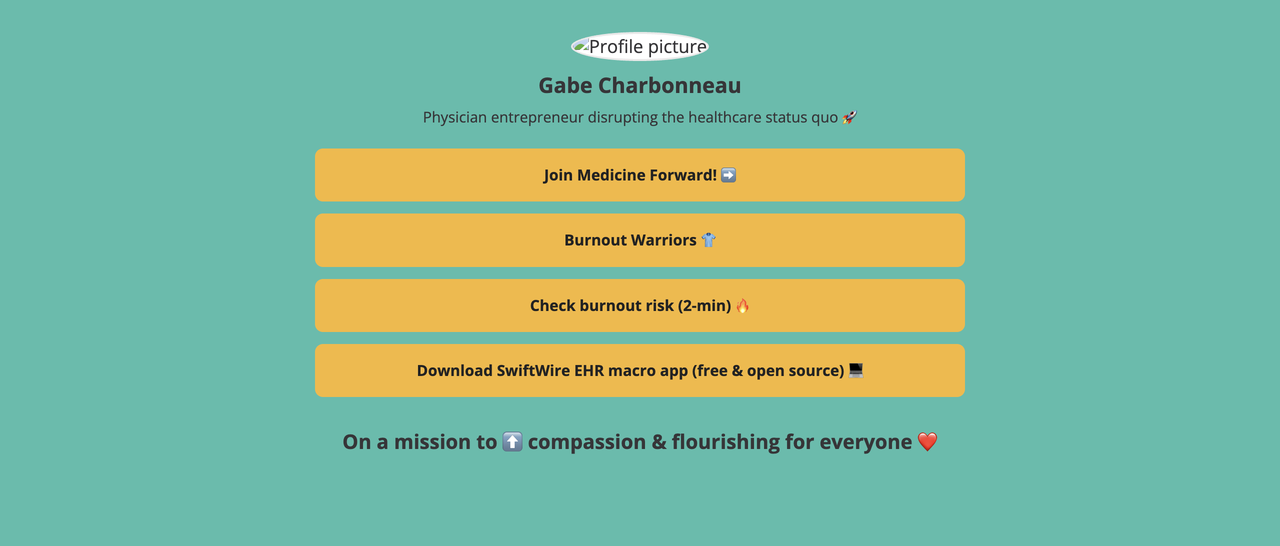 Profile picture
Gabe Charbonneau
Physician entrepreneur disrupting the healthcare status quo 🚀
Join Medicine Forward! ➡️
Burnout Warriors 👕
Check burnout risk (2-min) 🔥
Download SwiftWire EHR macro app (free & open source) 💻
On a mission to ⬆️ compassion & flourishing for everyone ❤️